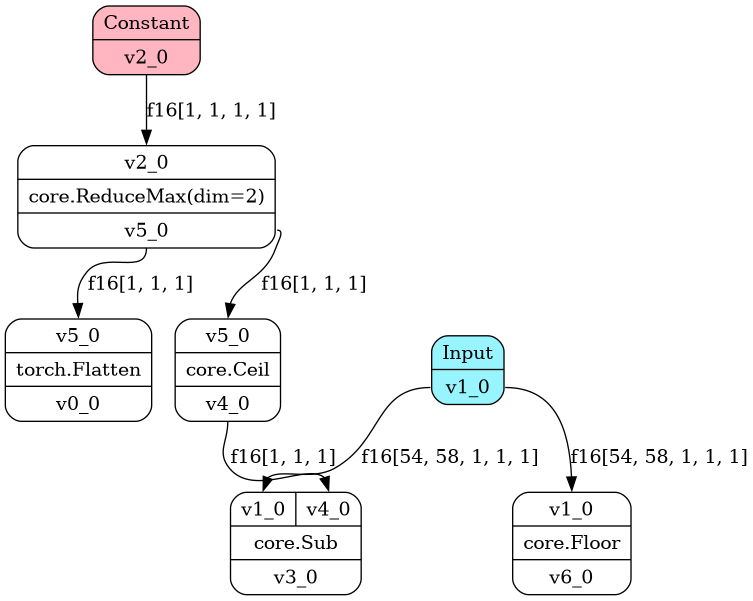 Constant
v2_0
f16[1, 1, 1, 1]
v2_0
core.ReduceMax(dim=2)
v5_0
f16[1, 1, 1]
f16[1, 1, 1]
v5_0
torch.Flatten
v0_0
v5_0
core.Ceil
v4_0
Input
v1_0
f16[1, 1, 1]
f16[54, 58, 1, 1, 1]
f16[54, 58, 1, 1, 1]
v1_0
v4_0
core.Sub
v3_0
v1_0
core.Floor
v6_0